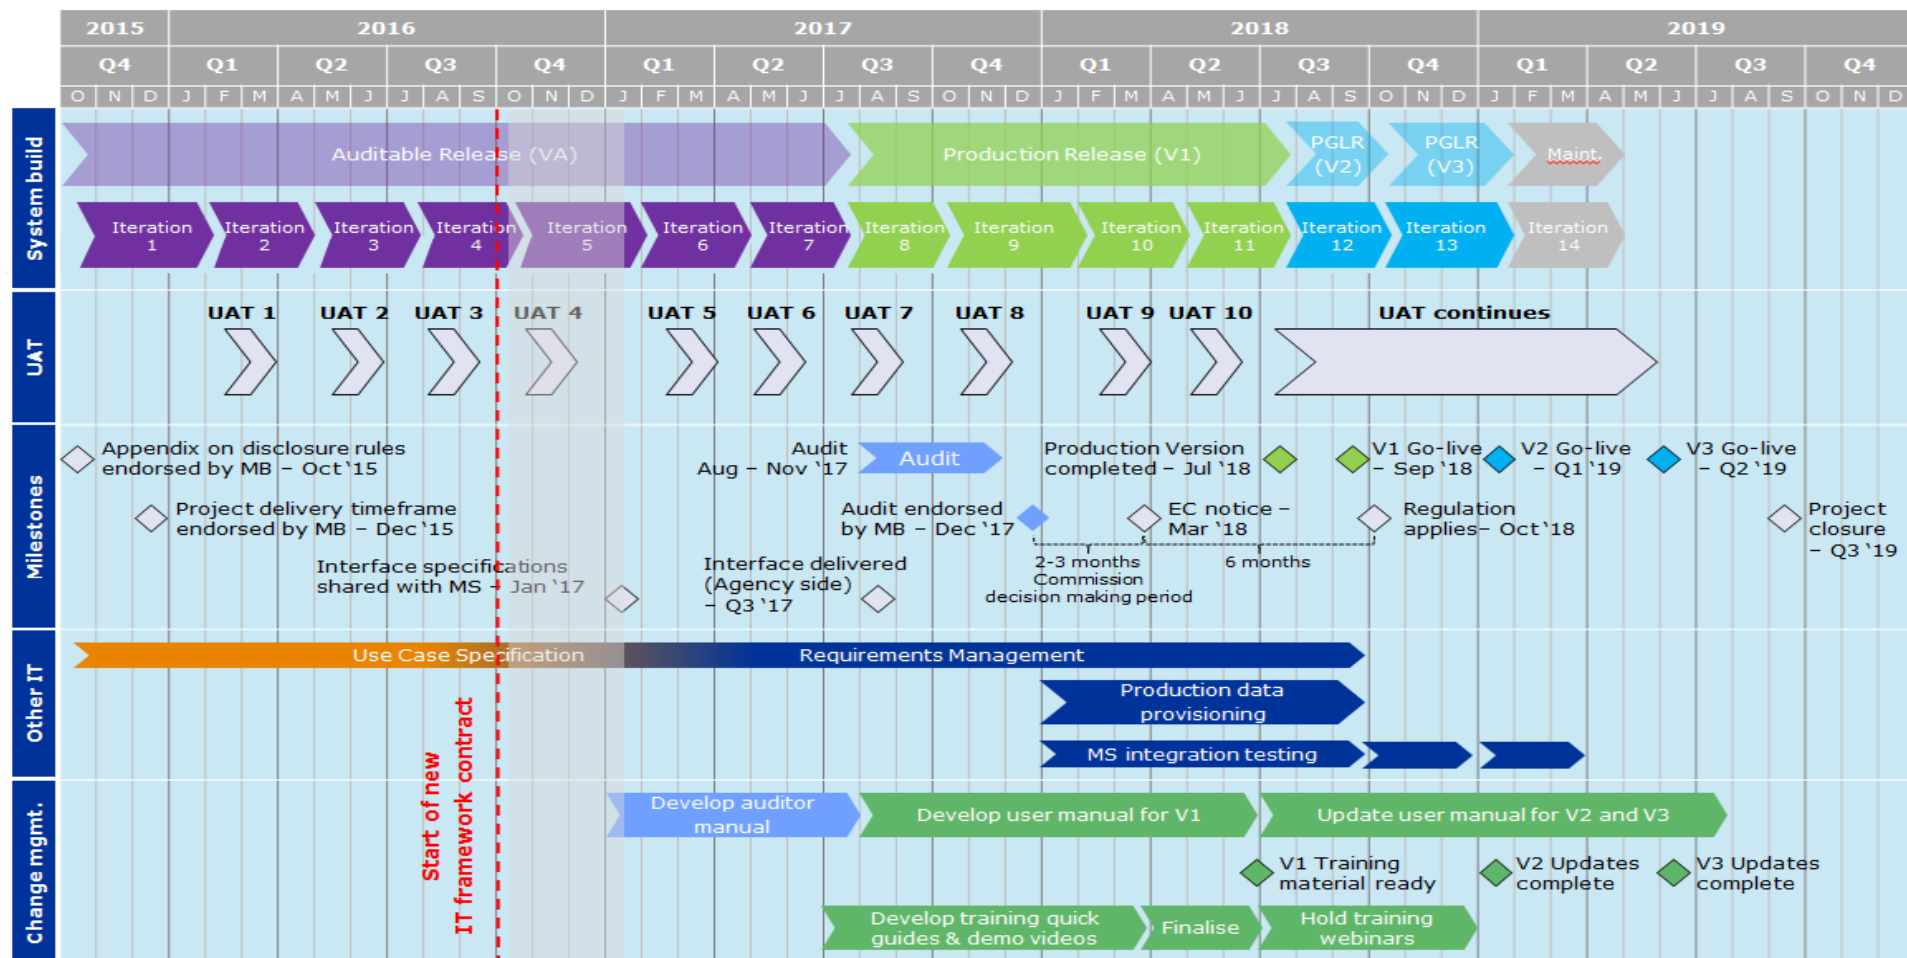 2015 2016 2017 2018 2019
Q4 Q1 Q2 Q3 Q4 Q1 Q2 Q3 Q4 Q1 Q2 Q3 Q4 Q1 Q2 Q3 Q4
O N D J F M A M J J A S O N D J F M A M J J A S O N D J F M A M J J A S O N D J F M A M J J A S O N D
System build
Auditable Release (VA)
Production Release (V1)
PGLR
(V2)
PGLR
(V3)
Maint.
Iteration
1
Iteration
2
Iteration
3
Iteration
4
Iteration
5
Iteration
6
Iteration
7
Iteration
8
Iteration
9
Iteration
10
Iteration
11
Iteration
12
Iteration
13
Iteration
14
UAT
UAT 1
UAT 2
UAT 3
UAT 4
UAT 5
UAT 6
UAT 7
UAT 8
UAT 9
UAT 10
UAT continues
Milestones
Appendix on disclosure rules
endorsed by MB – Oct ‘15
Audit
Aug – Nov ‘17
Audit
Production Version
completed – Jul ‘18
V1 Go-live
– Sep ‘18
V2 Go-live
– Q1 ‘19
V3 Go-live
– Q2 ‘19
Project delivery timeframe
endorsed by MB – Dec ‘15
Audit endorsed
by MB – Dec ‘17
EC notice –
Mar ‘18
Regulation
applies– Oct ‘18
Project
closure
– Q3 ‘19
Interface specifications
shared with MS – Jan ‘17
Interface delivered
(Agency side)
– Q3 ‘17
2-3 months
Commission
decision making period
6 months
Other IT
Use Case Specification
Requirements Management
Production data
provisioning
MS integration testing
Start of new
IT framework contract
Change mgmt.
Develop auditor
manual
Develop user manual for V1
Update user manual for V2 and V3
V1 Training
material ready
V2 Updates
complete
V3 Updates
complete
Develop training quick
guides & demo videos
Finalise
Hold training
webinars